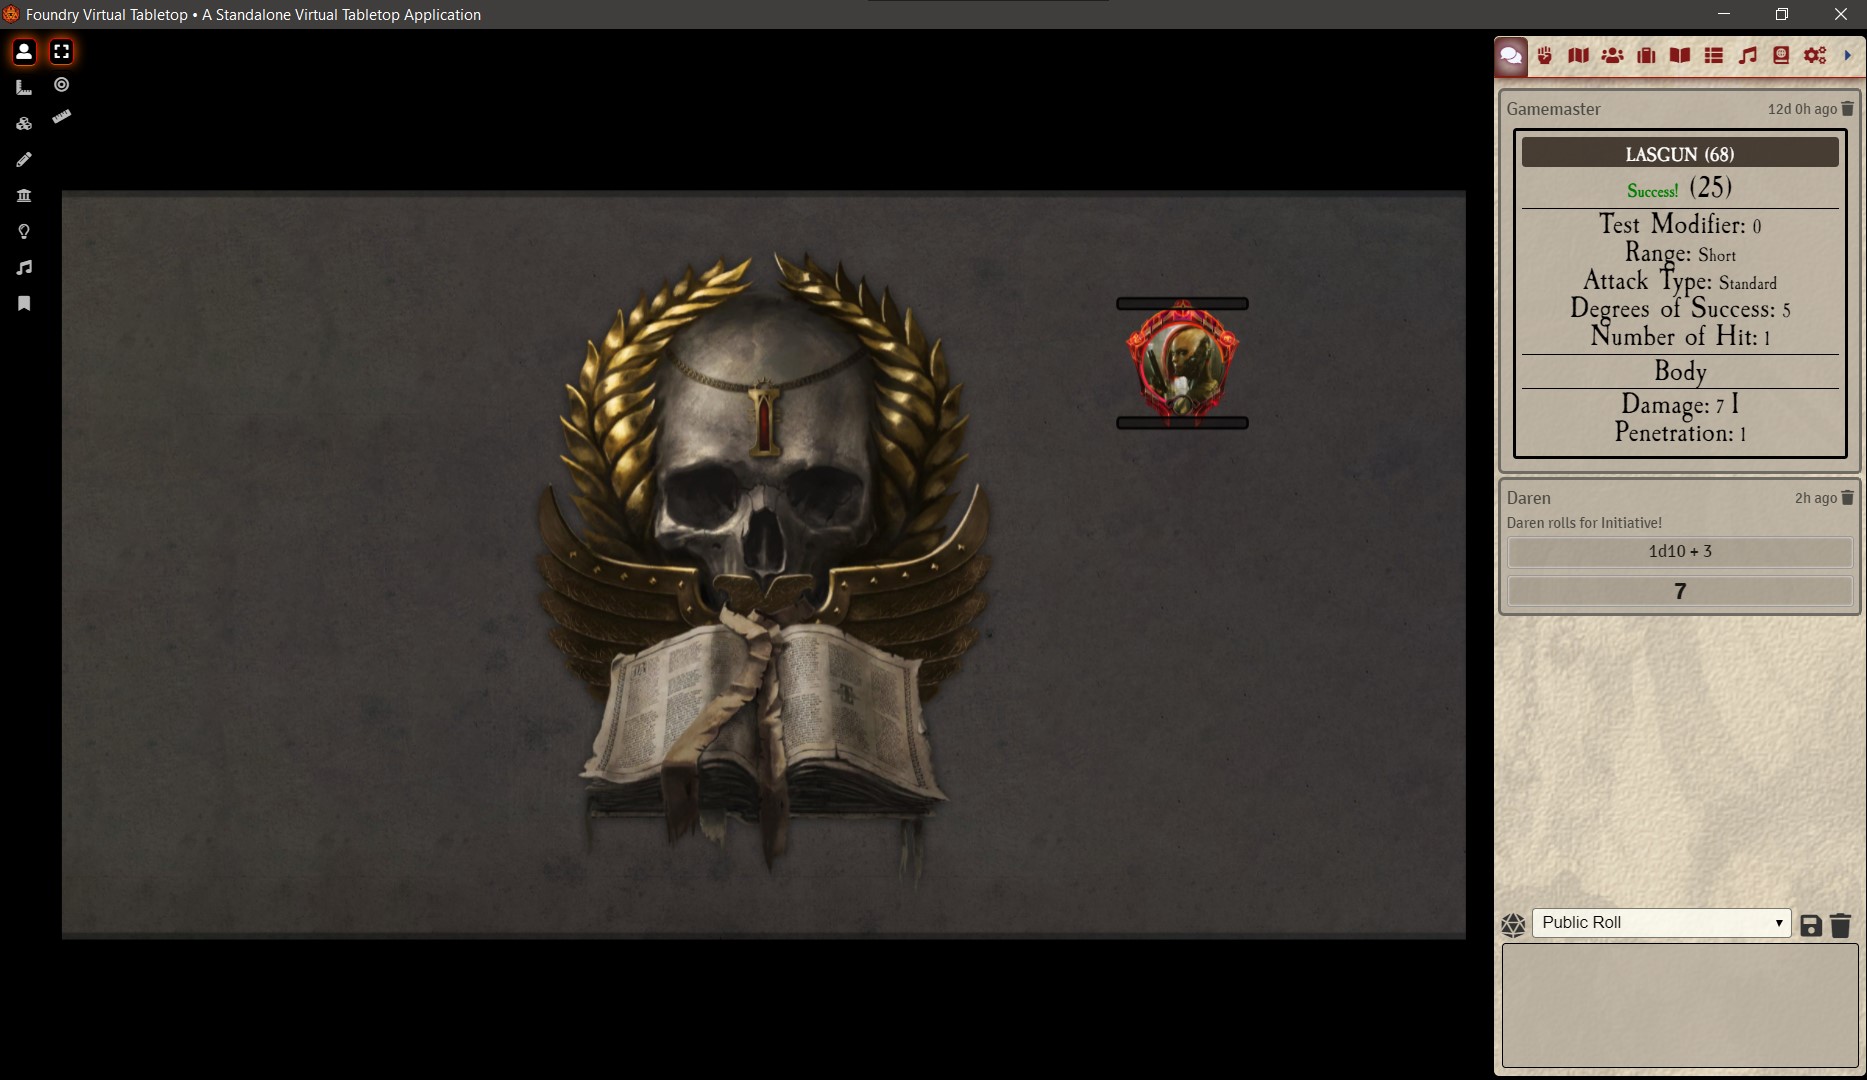 Foundry Virtual Tabletop • A Standalone Virtual Tabletop Application
Gamemaster 12d 0h ago
LASGUN (68)
Success! (25)
Test Modifier: 0
Range: Short
Attack Type: Standard
Degrees of Success: 5
Number of Hit: 1
Body
Damage: 7 I
Penetration: 1
Daren 2h ago
Daren rolls for Initiative!
1d10 + 3
7
Public Roll